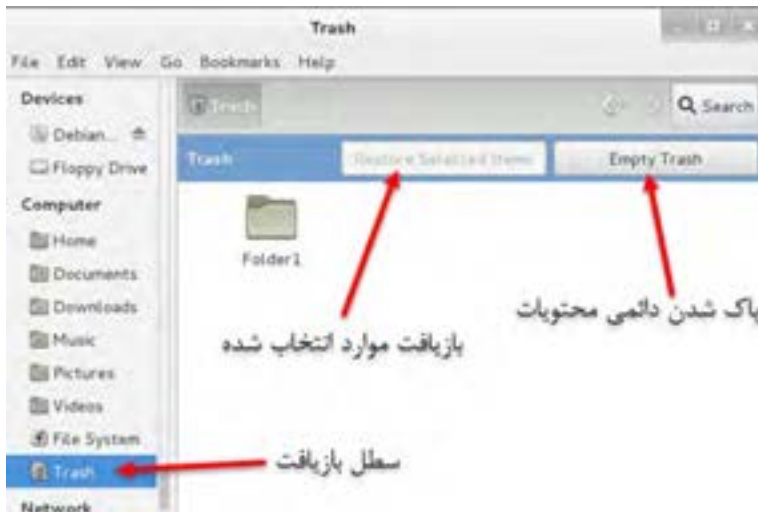 Trash
File Edit View Go Bookmarks Help
Devices
Debian...
Floppy Drive
Computer
Home
Documents
Downloads
Music
Pictures
Videos
File System
Trash
Network
Trash
Search
Trash
Restore Selected Items
Empty Trash
Folder1
پاک شدن دائمی محتویات
بازیافت موارد انتخاب شده
سطل بازیافت